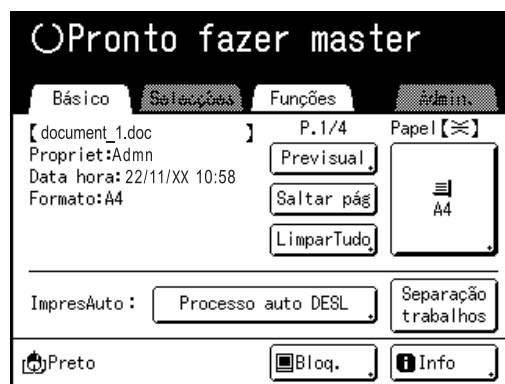 Pronto fazer master
Básico Selecções Funções Admin.
【document_1.doc 】 P.1/4 Papel【】
Propriet:Admn Previsual.
Data hora:22/11/XX 10:58
Formato:A4 Saltar pág A4
LimparTudo
ImpresAuto: Processo auto DESL Separação
trabalhos
Preto Bloq. Info